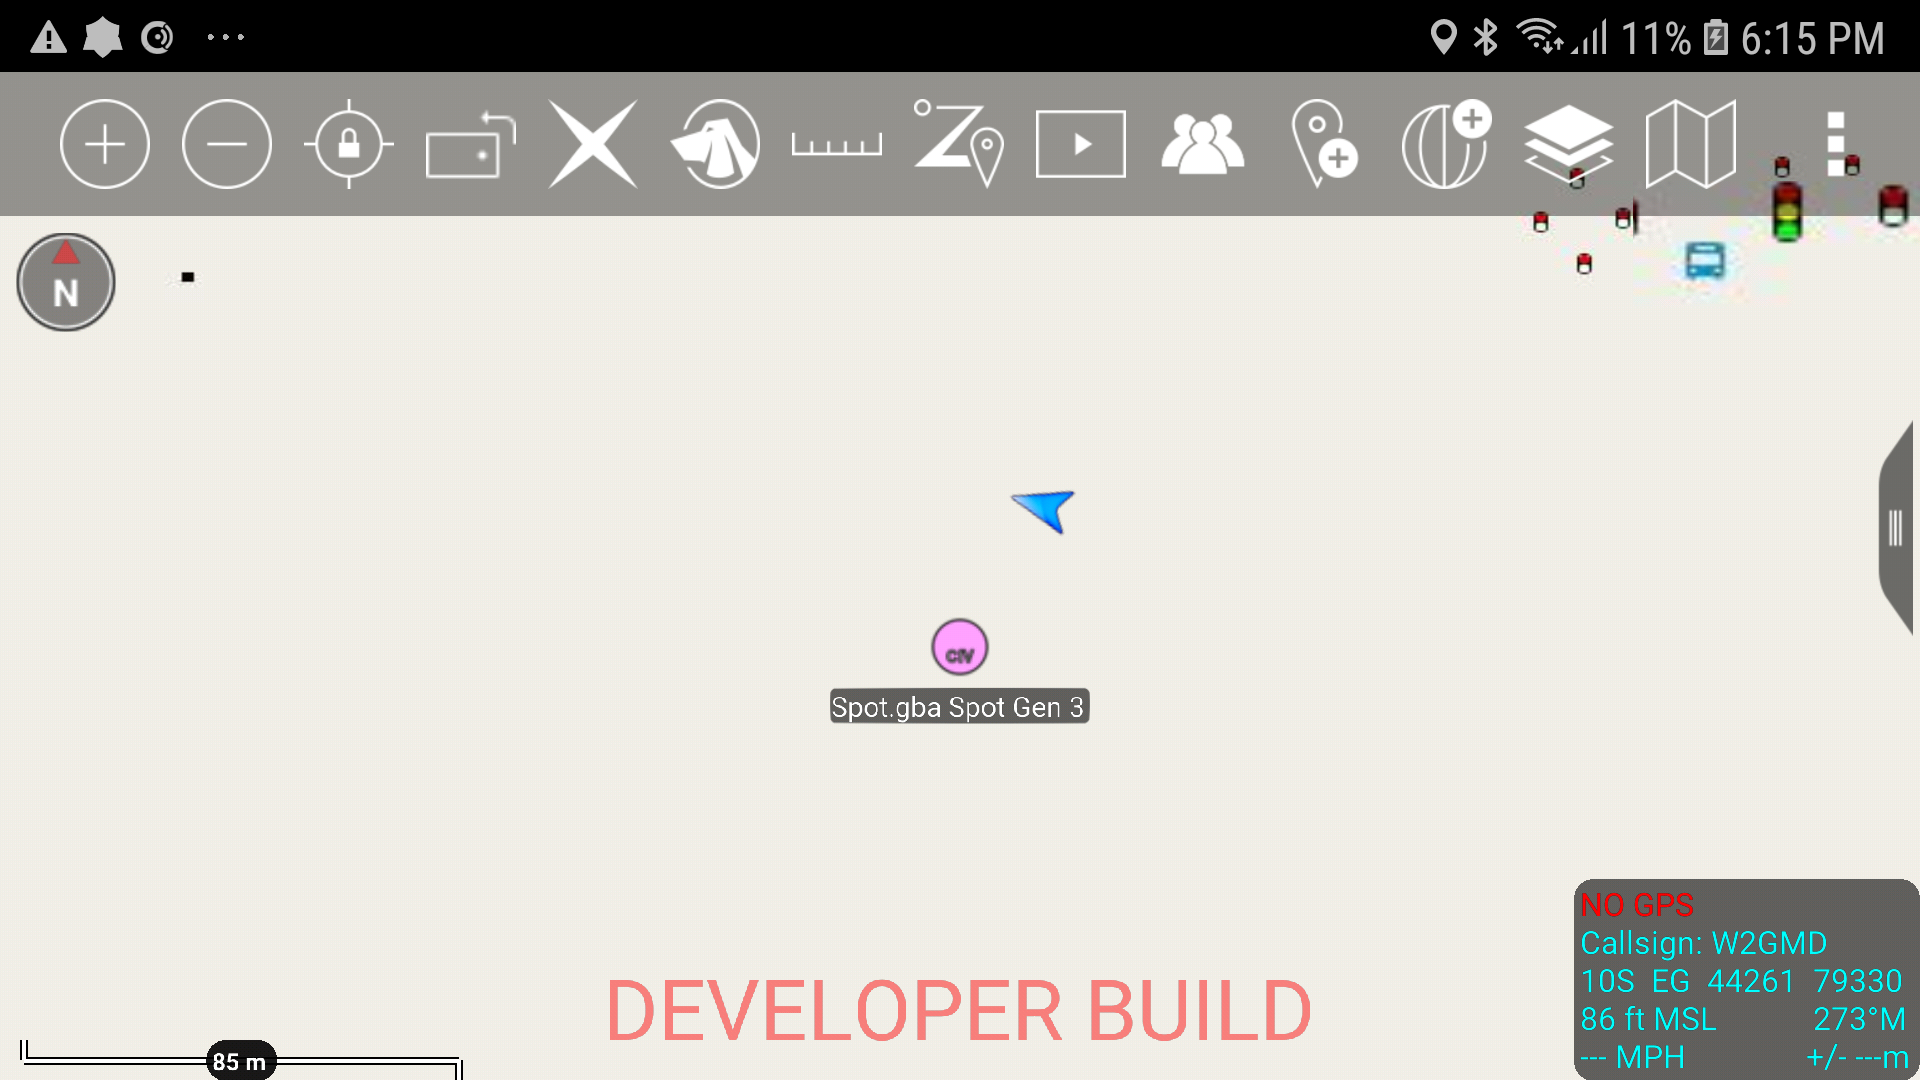 11% 6:15 PM
N
CIV
Spot.gba Spot Gen 3
NO GPS
Callsign: W2GMD
10S EG 44261 79330
86 ft MSL 273°M
--- MPH +/- ---m
DEVELOPER BUILD
85 m